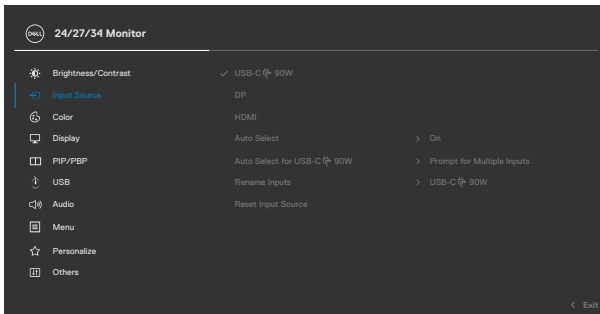 DELL
24/27/34 Monitor
Brightness/Contrast
USB-C 90W
Input Source
DP
Color
HDMI
Display
Auto Select > On
PIP/PBP
Auto Select for USB-C 90W > Prompt for Multiple Inputs
USB
Rename Inputs > USB-C 90W
Audio
Reset Input Source
Menu
Personalize
Others
< Exit